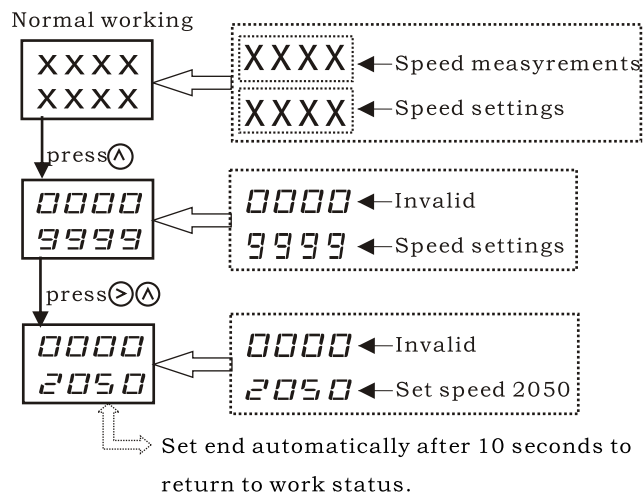 Normal working
XXXX
XXXX
XXXX Speed measyrements
XXXX Speed settings
press
0000
9999
0000 Invalid
9999 Speed settings
press
0000
2050
0000 Invalid
2050 Set speed 2050
Set end automatically after 10 seconds to
return to work status.